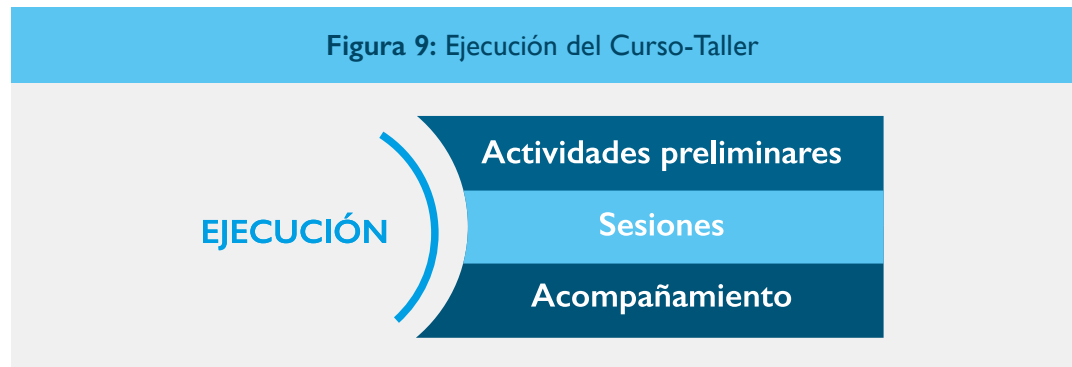 Figura 9: Ejecución del Curso-Taller
EJECUCIÓN
Actividades preliminares
Sesiones
Acompañamiento